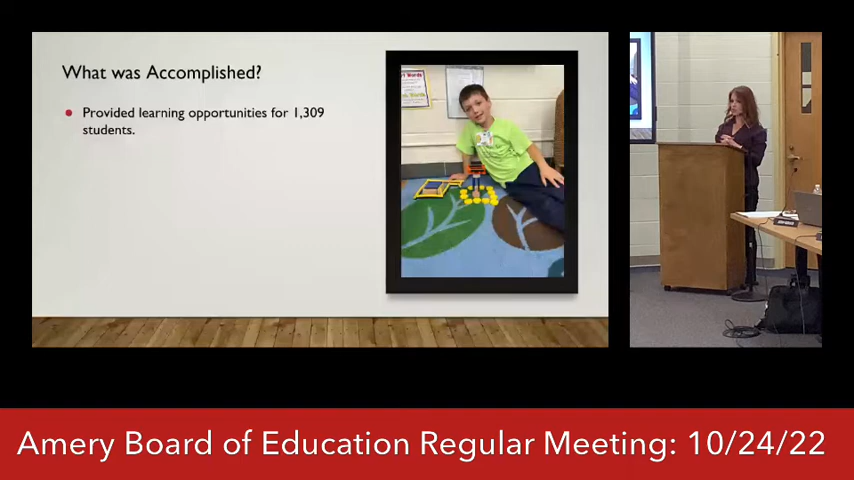 What was Accomplished?
Provided learning opportunities for 1,309
students.
Amery Board of Education Regular Meeting: 10/24/22